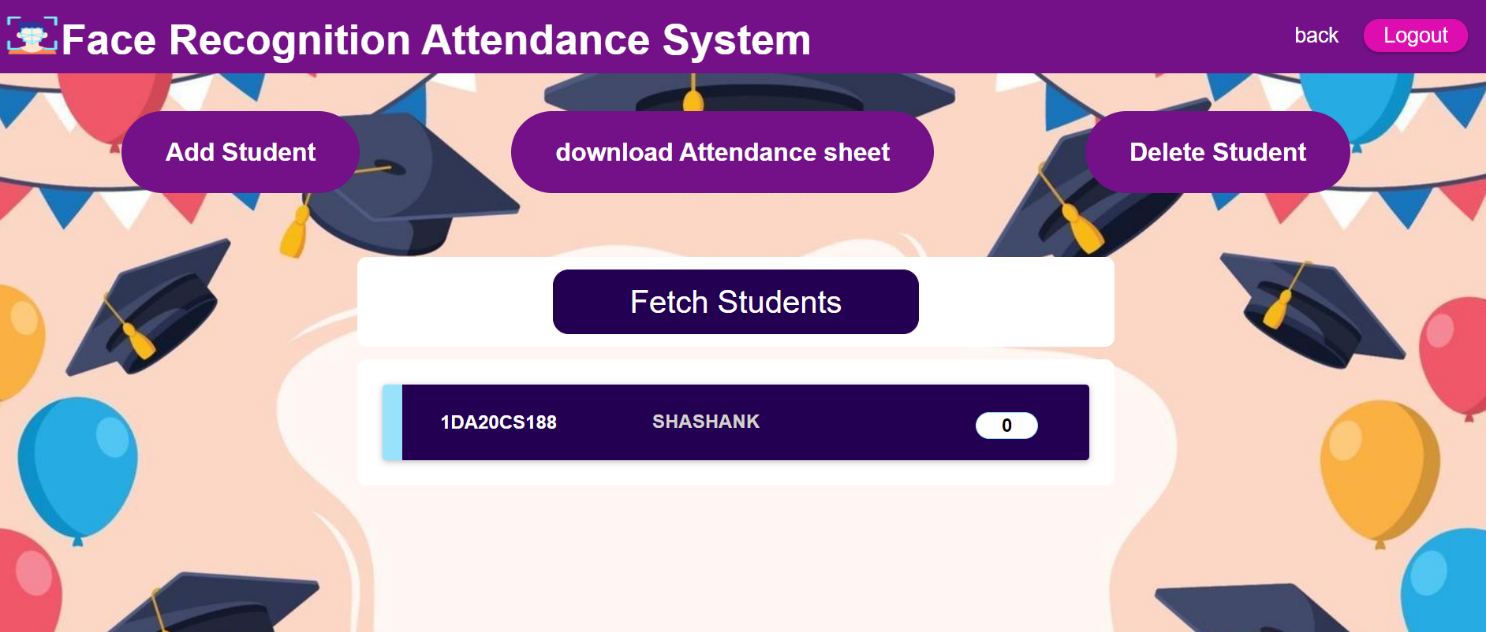 Face Recognition Attendance System
back
Logout
Add Student
download Attendance sheet
Delete Student
Fetch Students
1DA20CS188 SHASHANK 0